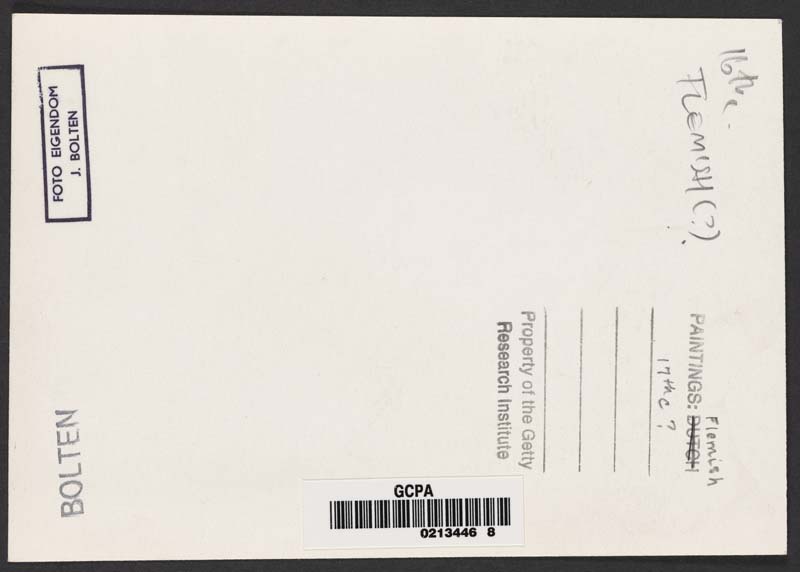 16th c.
FLEMISH (?).
PAINTINGS: DUTCH Flemish
17th c ?
Property of the Getty
Research Institute
FOTO EIGENDOM
J. BOLTEN
BOLTEN
GCPA
0213446 8